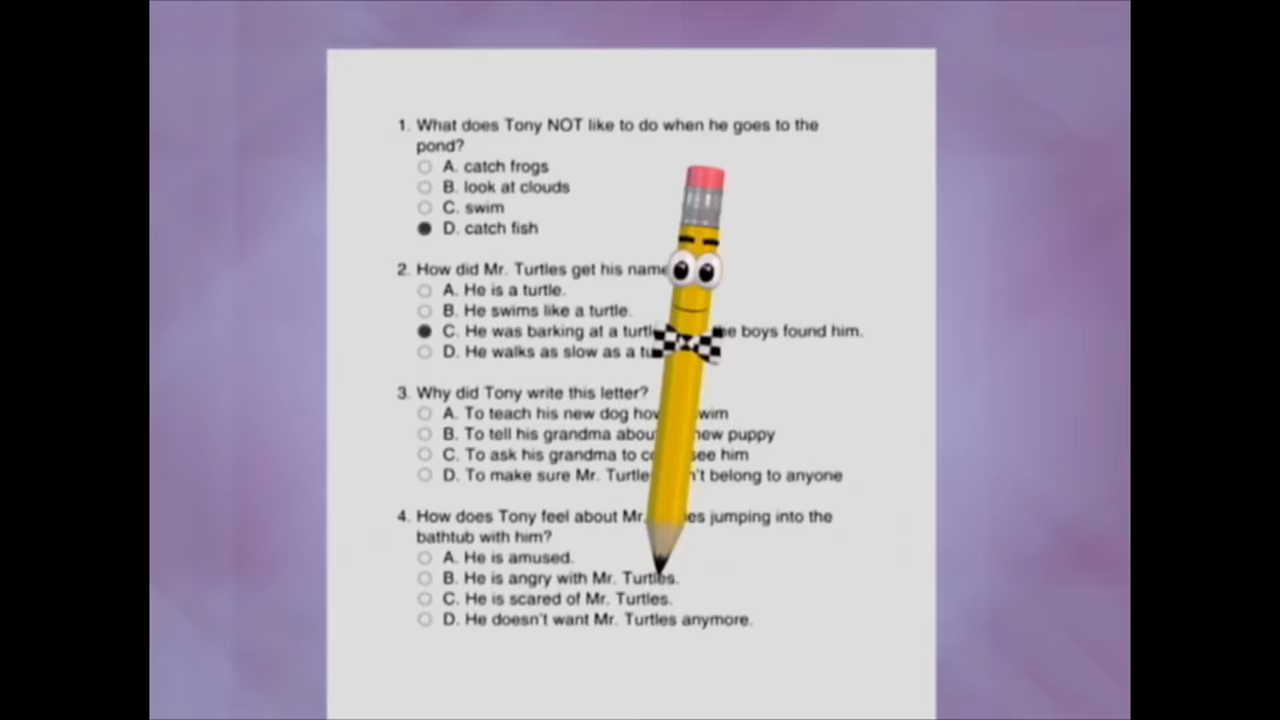 1. What does Tony NOT like to do when he goes to the
pond?
A. catch frogs
B. look at clouds
C. swim
D. catch fish
2. How did Mr. Turtles get his name
A. He is a turtle.
B. He swims like a turtle.
C. He was barking at a boys found him.
D. He walks as slow as a
3. Why did Tony write this letter?
A. To teach his new dog
B. To tell his grandma puppy
C. To ask his grandma to see him
D. To make sure Mr. belong to anyone
4. How does Tony feel about Mr. jumping into the
bathtub with him?
A. He is amused.
B. He is angry with Mr. Turtles.
C. He is scared of Mr. Turtles.
D. He doesn't want Mr. Turtles anymore.